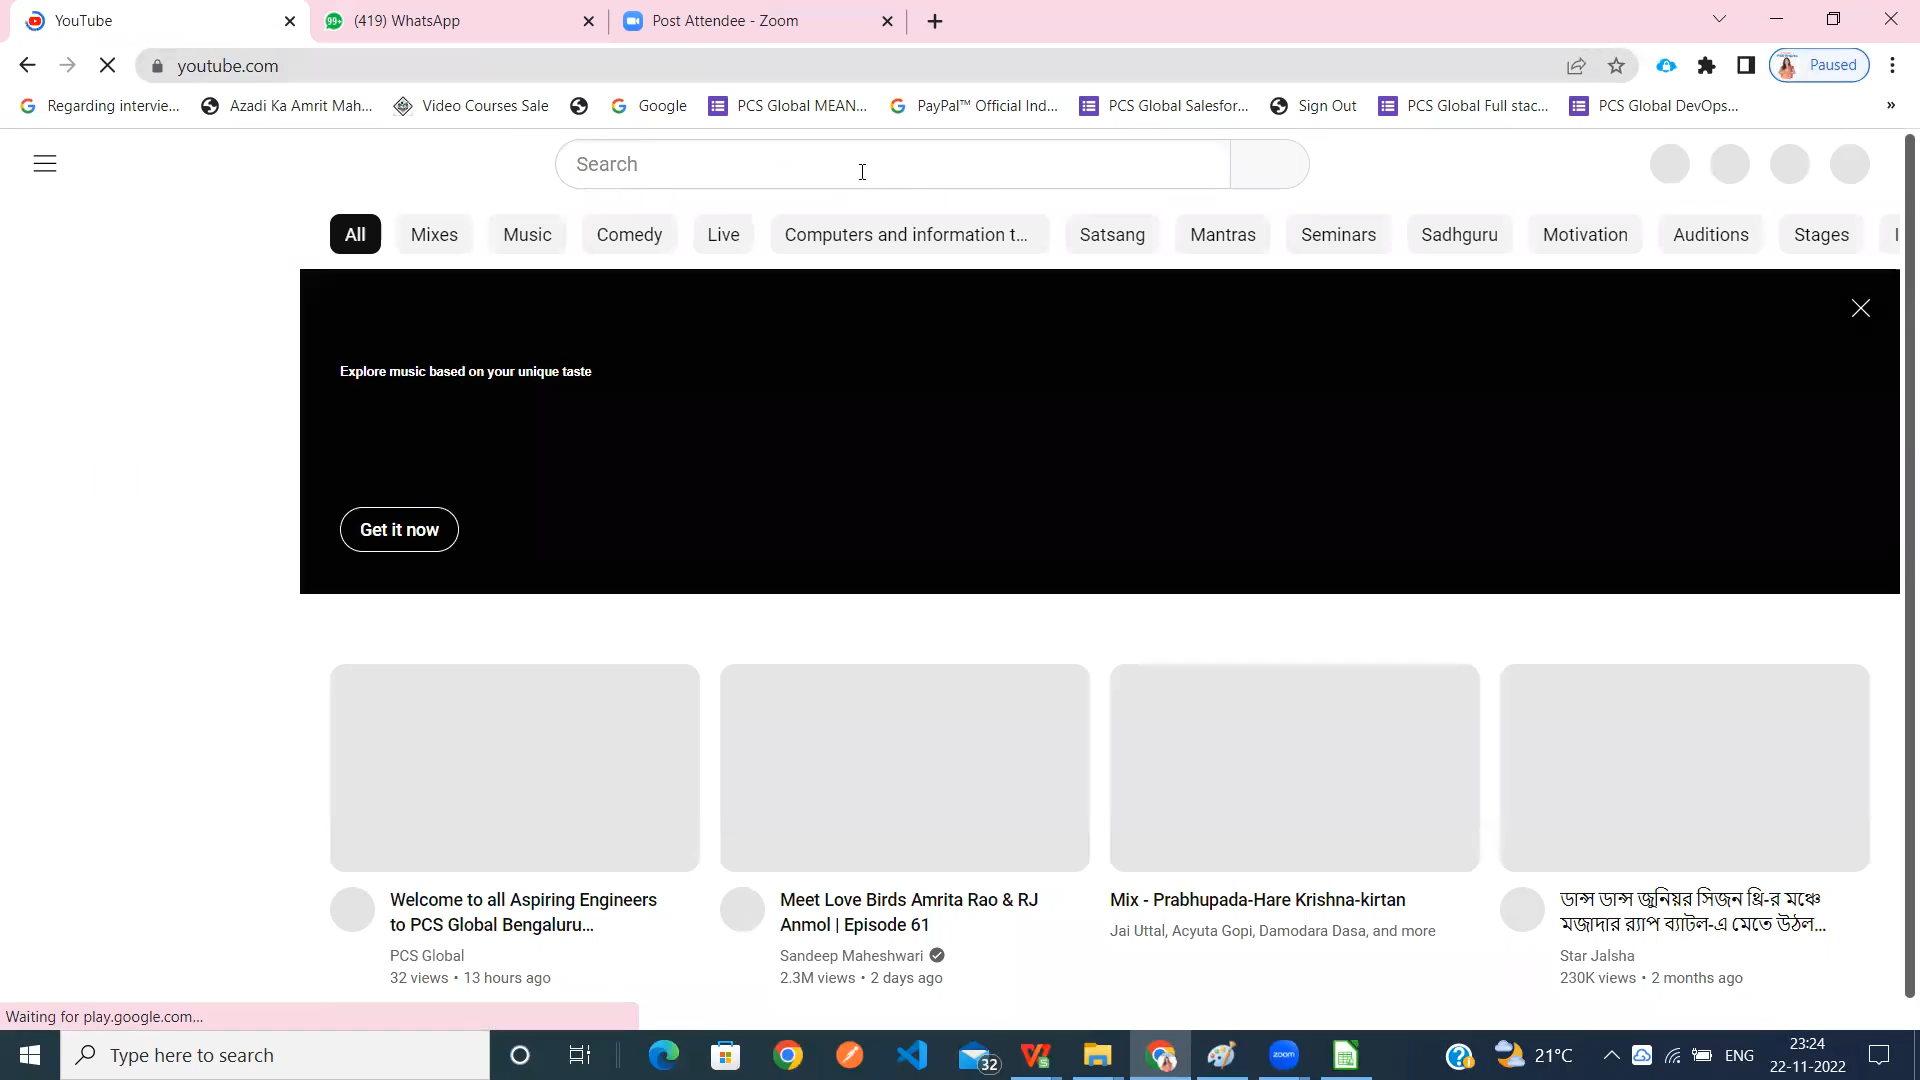 YouTube
99+ (419) WhatsApp
Post Attendee - Zoom
youtube.com
Paused
Regarding intervie...
Azadi Ka Amrit Mah...
Video Courses Sale
Google
PCS Global MEAN...
PayPal™ Official Ind...
PCS Global Salesfor...
Sign Out
PCS Global Full stac...
PCS Global DevOps...
»
Search
All
Mixes
Music
Comedy
Live
Computers and information t...
Satsang
Mantras
Seminars
Sadhguru
Motivation
Auditions
Stages
Explore music based on your unique taste
Get it now
Welcome to all Aspiring Engineers
to PCS Global Bengaluru...
PCS Global
32 views • 13 hours ago
Meet Love Birds Amrita Rao & RJ
Anmol | Episode 61
Sandeep Maheshwari
2.3M views • 2 days ago
Mix - Prabhupada-Hare Krishna-kirtan
Jai Uttal, Acyuta Gopi, Damodara Dasa, and more
ডান্স ডান্স জুনিয়র সিজন থ্রি-র মঞ্চে
মজাদার র‍্যাপ ব্যাটল-এ মেতে উঠল...
Star Jalsha
230K views • 2 months ago
Waiting for play.google.com...
Type here to search
32
zoom
21°C
ENG
23:24
22-11-2022